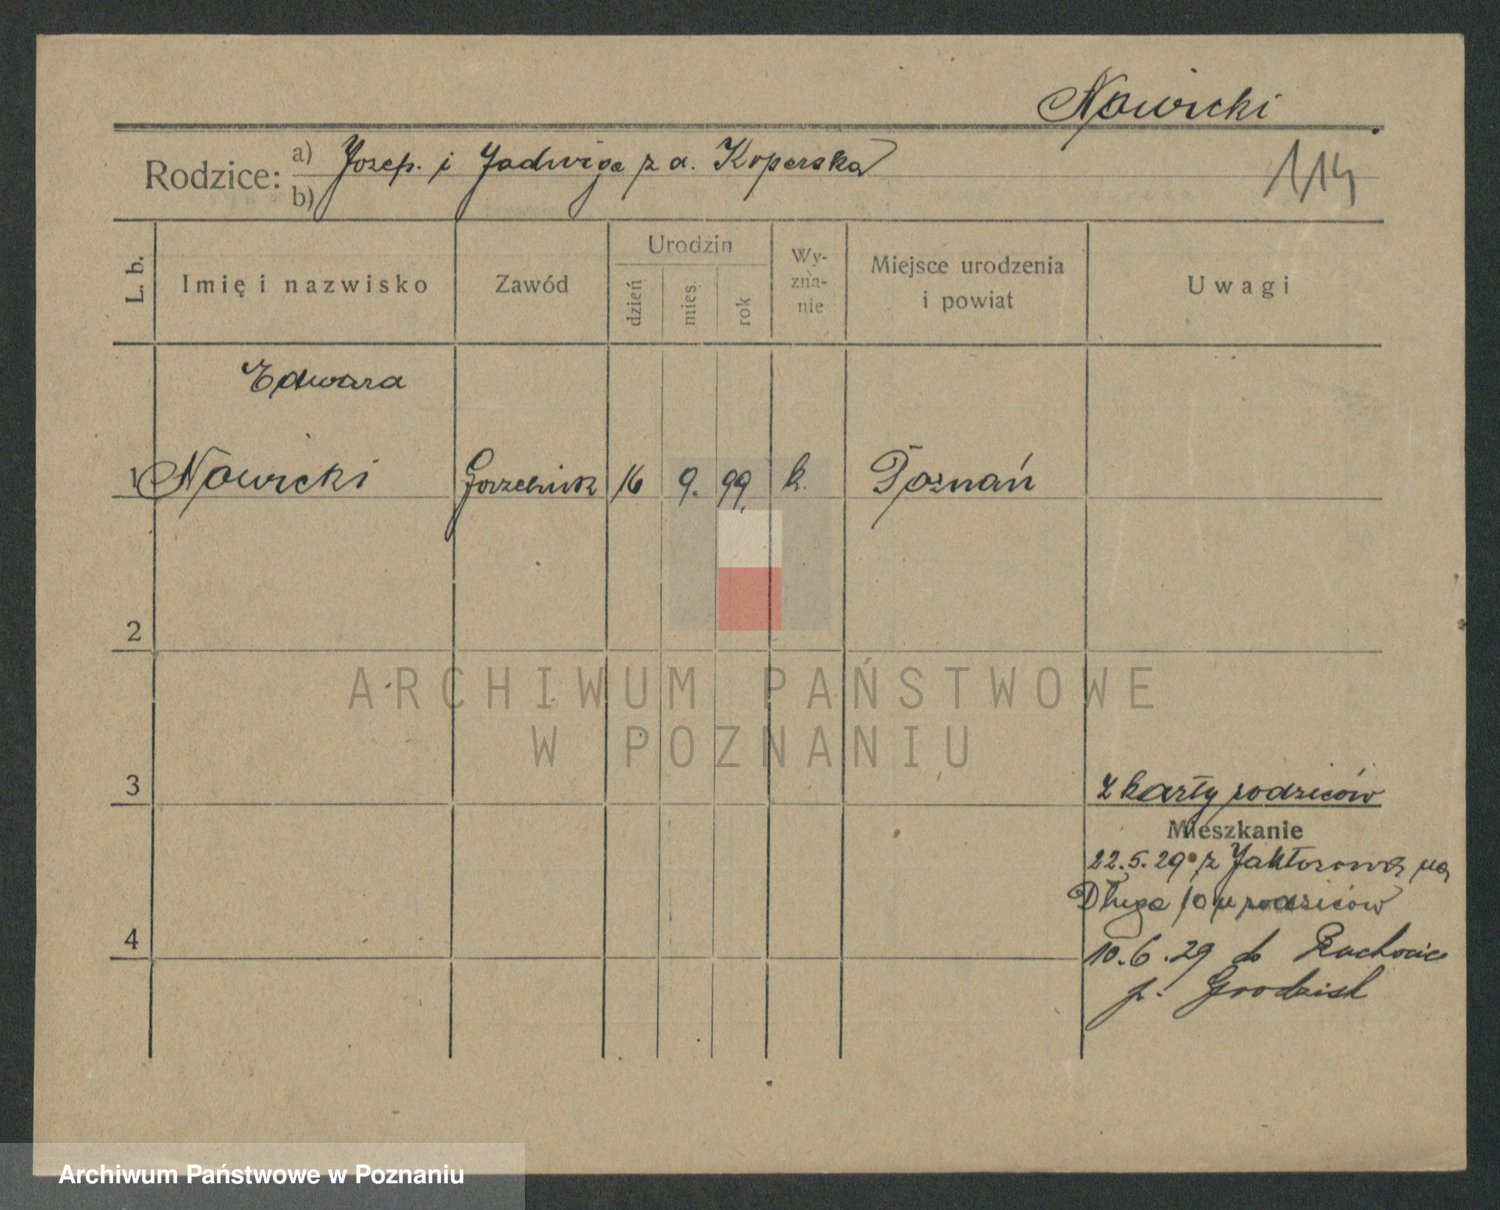 Nowicki
114
Rodzice: a) Józef. i Jadwiga z d. Koperska
b)
L. b. Imię i nazwisko Zawód Urodzin dzień mies. rok Wy-zna-nie Miejsce urodzenia i powiat Uwagi
Edward
1 Nowicki Gorzelnik 16 9. 99. k. Poznań
2
ARCHIWUM PAŃSTWOWE
W POZNANIU
3
z karty rodziców
Mieszkanie
22.5.29 z Jaktorowa na
Długa 10 u rodziców
4
10.6.29 do
p. Grodzisk
Archiwum Państwowe w Poznaniu